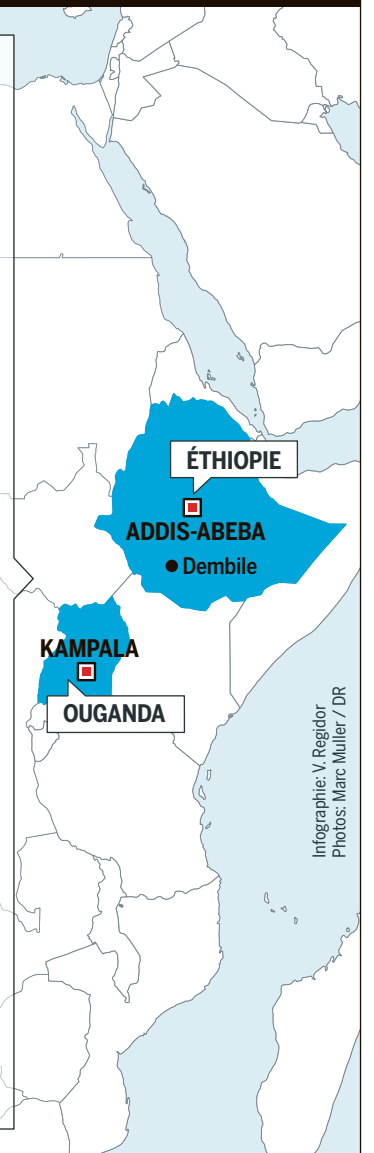 ÉTHIOPIE
ADDIS-ABEBA
Dembile
KAMPALA
OUGANDA
Infographie: V. Regidor
Photos: Marc Muller / DR